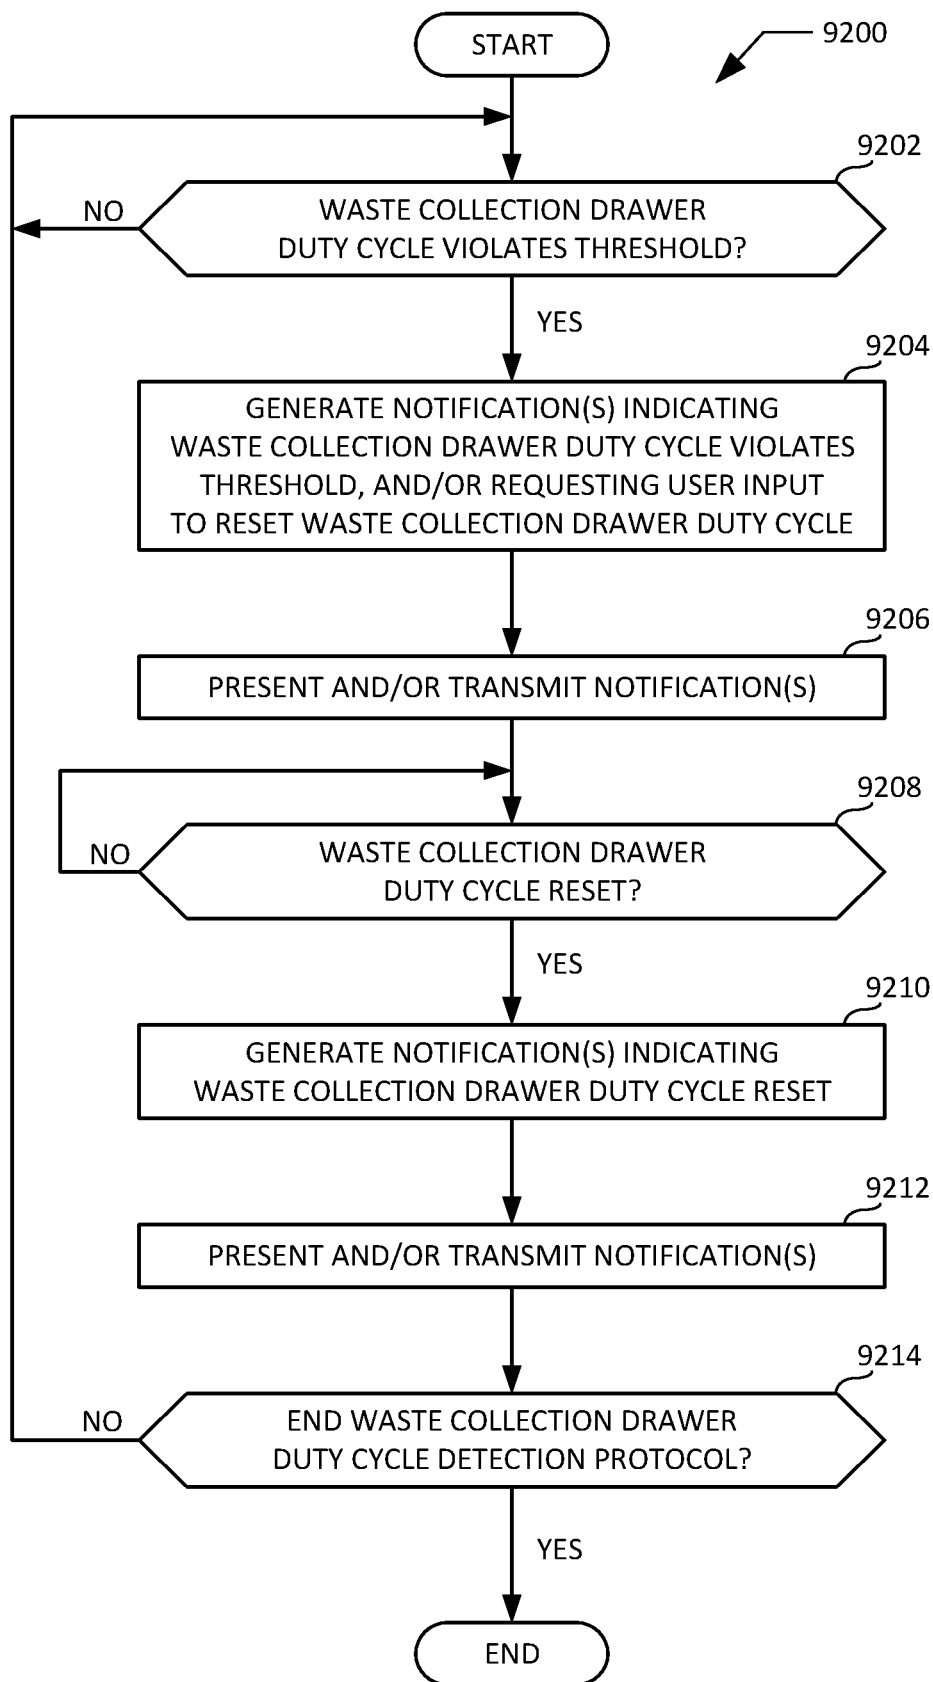 START
9200
9202
WASTE COLLECTION DRAWER
DUTY CYCLE VIOLATES THRESHOLD?
NO
YES
9204
GENERATE NOTIFICATION(S) INDICATING
WASTE COLLECTION DRAWER DUTY CYCLE VIOLATES
THRESHOLD, AND/OR REQUESTING USER INPUT
TO RESET WASTE COLLECTION DRAWER DUTY CYCLE
9206
PRESENT AND/OR TRANSMIT NOTIFICATION(S)
9208
WASTE COLLECTION DRAWER
DUTY CYCLE RESET?
NO
YES
9210
GENERATE NOTIFICATION(S) INDICATING
WASTE COLLECTION DRAWER DUTY CYCLE RESET
9212
PRESENT AND/OR TRANSMIT NOTIFICATION(S)
9214
END WASTE COLLECTION DRAWER
DUTY CYCLE DETECTION PROTOCOL?
NO
YES
END